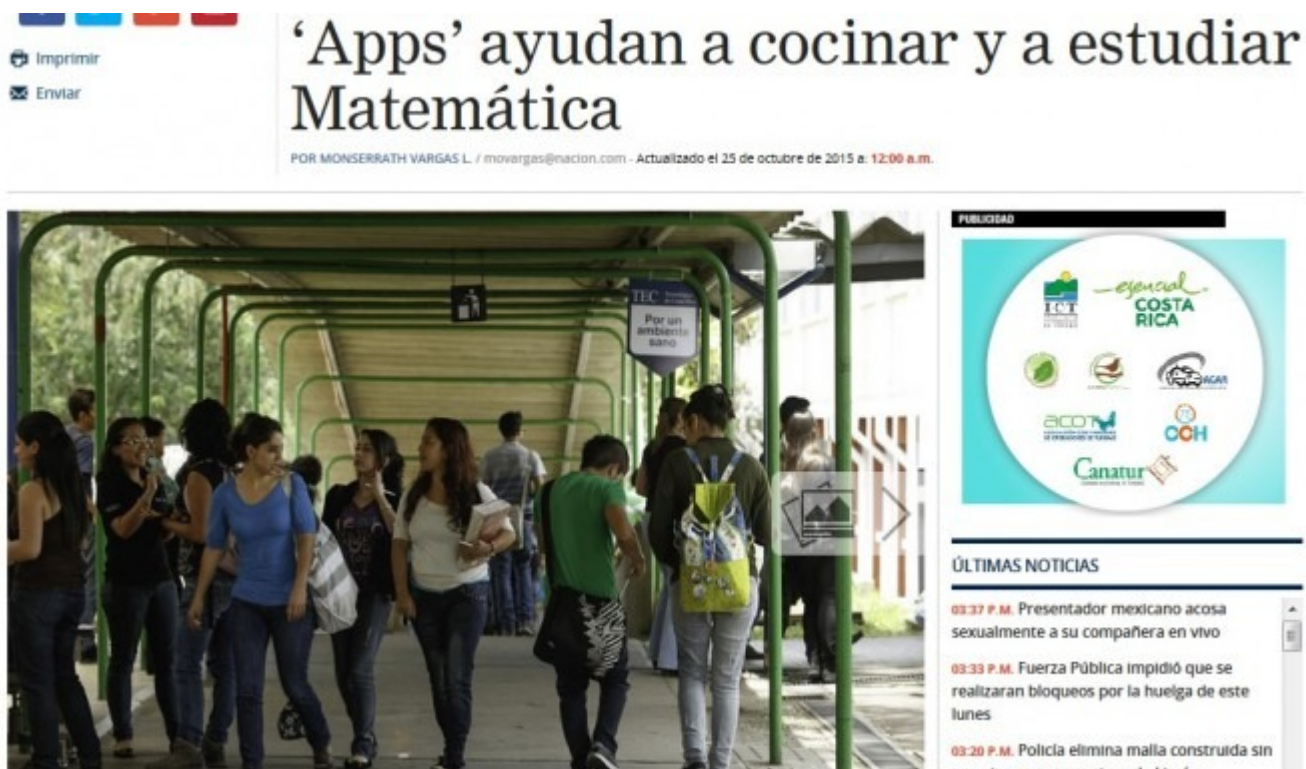 Imprimir
Enviar
‘Apps’ ayudan a cocinar y a estudiar
Matemática
POR MONSERRATH VARGAS L. / movargas@nacion.com - Actualizado el 25 de octubre de 2015 a: 12:00 a.m.
TEC
Por un
ambiente
sano
PUBLICIDAD
ICT
esencial
COSTA
RICA
ACAR
acot
CCH
Canatur
ÚLTIMAS NOTICIAS
03:37 P.M. Presentador mexicano acosa
sexualmente a su compañera en vivo
03:33 P.M. Fuerza Pública impidió que se
realizaran bloqueos por la huelga de este
lunes
03:20 P.M. Policía elimina malla construida sin